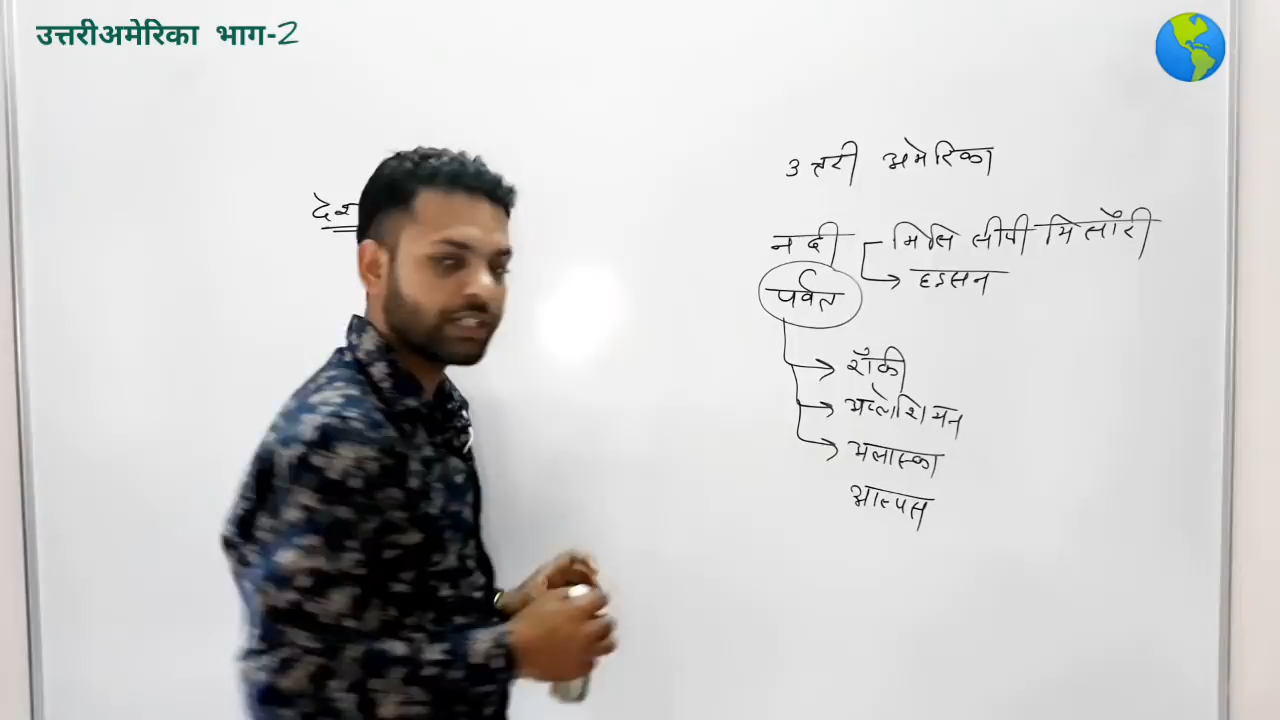 उत्तरीअमेरिका भाग-2
उत्तरी अमेरिका
नदी मिसि सीपी मिसौरी
हडसन
पर्वत
रॉकी
अप्लेशियन
अलास्का
आल्पस